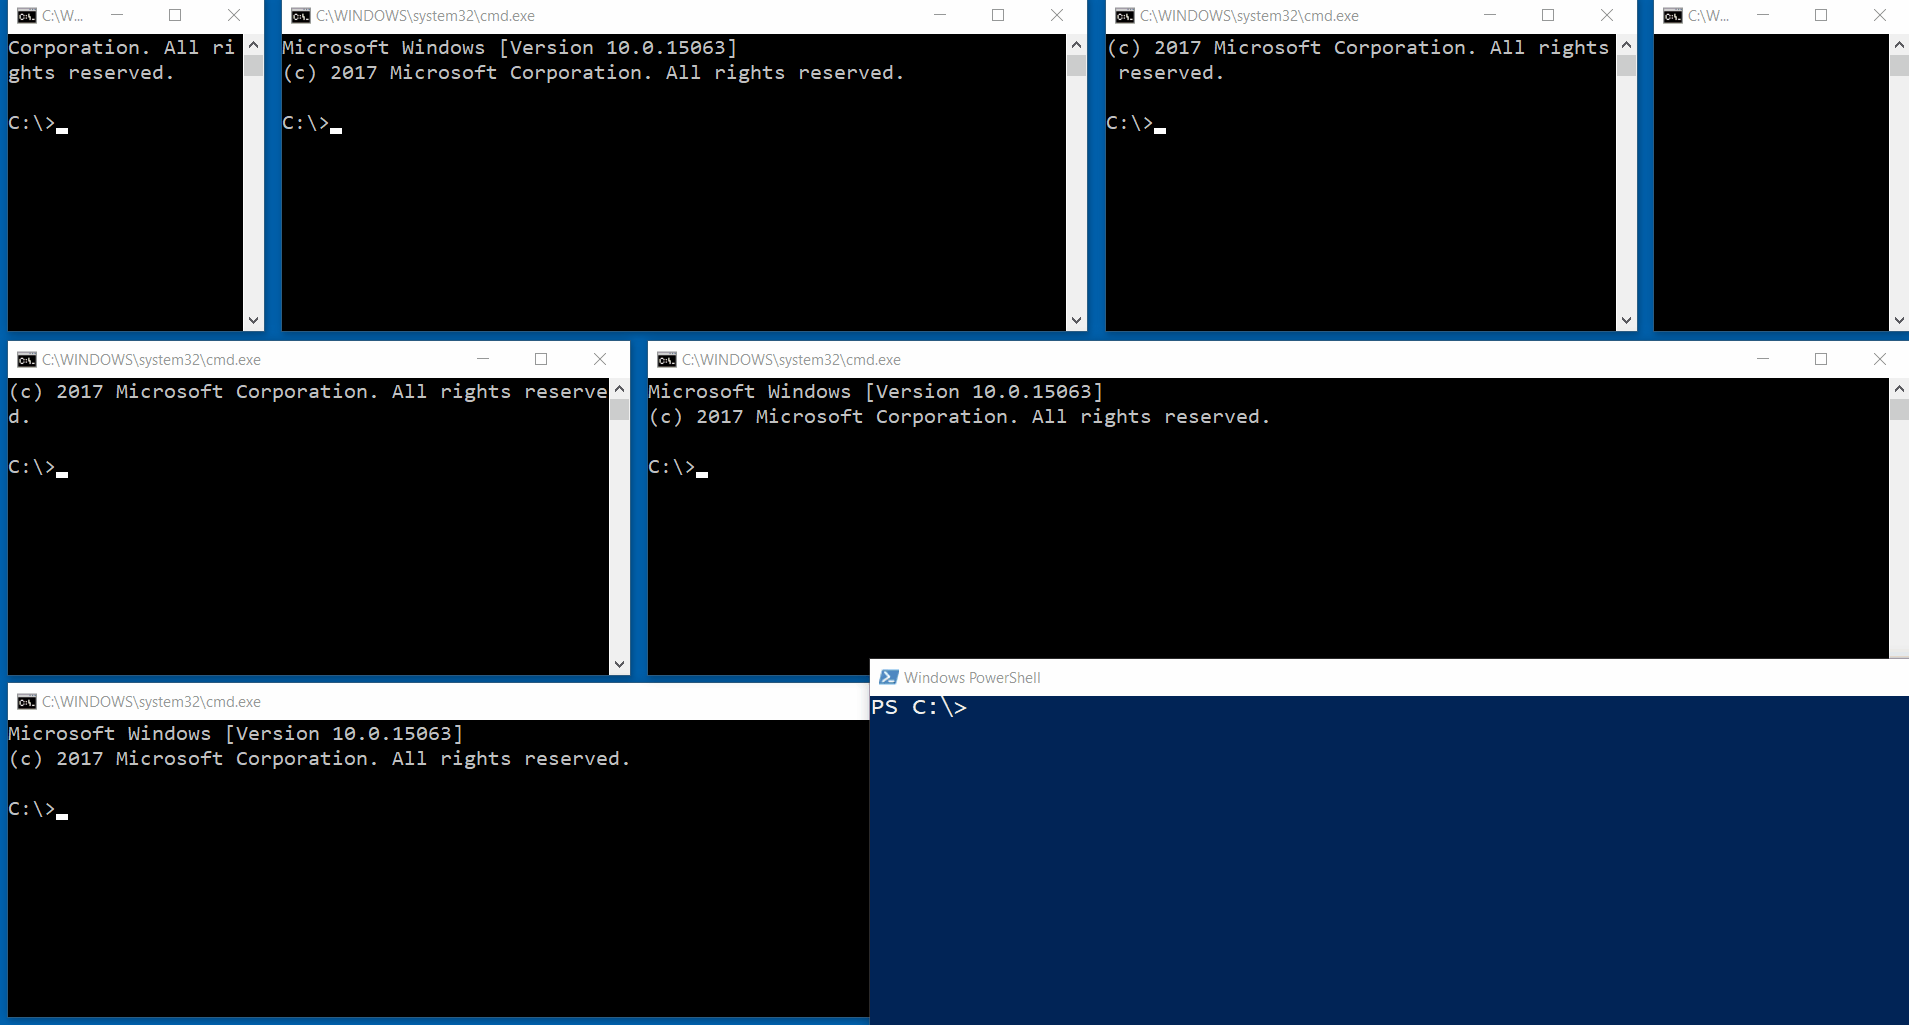 C:\W...
Corporation. All ri
ghts reserved.
C:\>
C:\WINDOWS\system32\cmd.exe
Microsoft Windows [Version 10.0.15063]
(c) 2017 Microsoft Corporation. All rights reserved.
C:\>
C:\WINDOWS\system32\cmd.exe
(c) 2017 Microsoft Corporation. All rights
reserved.
C:\>
C:\W...
C:\WINDOWS\system32\cmd.exe
(c) 2017 Microsoft Corporation. All rights reserve
d.
C:\>
C:\WINDOWS\system32\cmd.exe
Microsoft Windows [Version 10.0.15063]
(c) 2017 Microsoft Corporation. All rights reserved.
C:\>
C:\WINDOWS\system32\cmd.exe
Microsoft Windows [Version 10.0.15063]
(c) 2017 Microsoft Corporation. All rights reserved.
C:\>
Windows PowerShell
PS C:\>